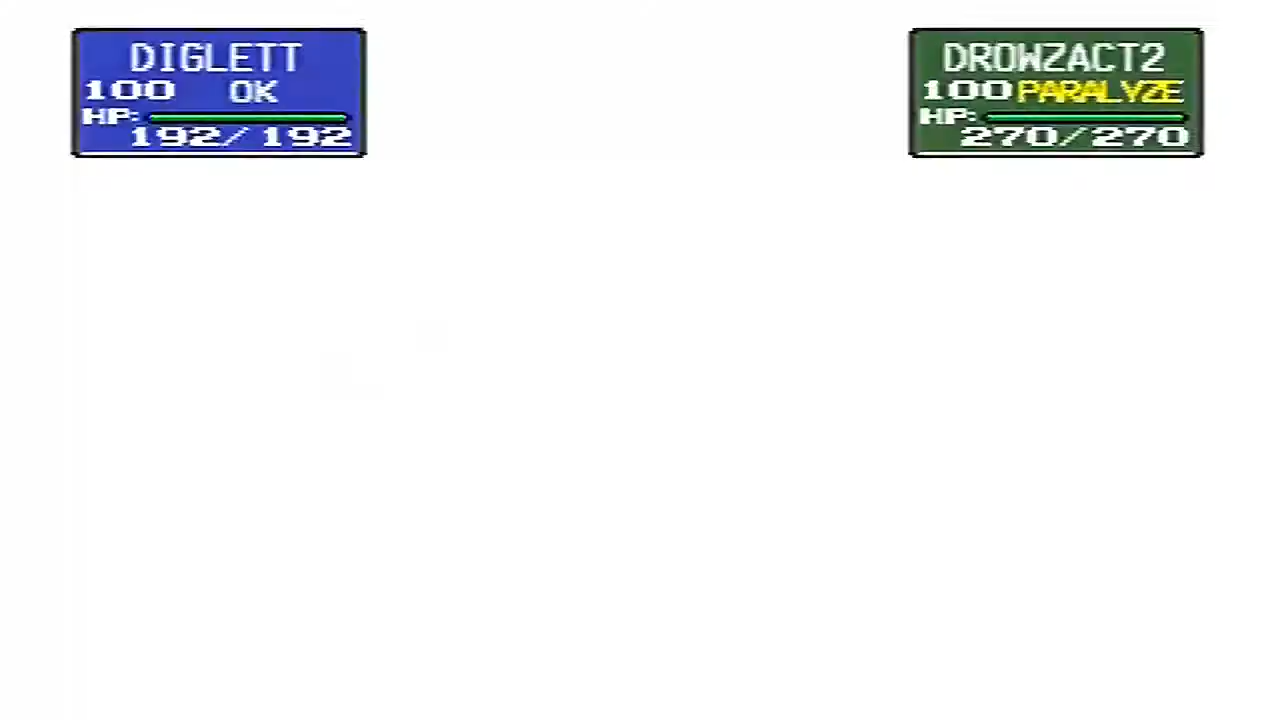 DIGLETT
100 OK
HP:
192/192
DROWZACT2
100 PARALYZE
HP:
270/270